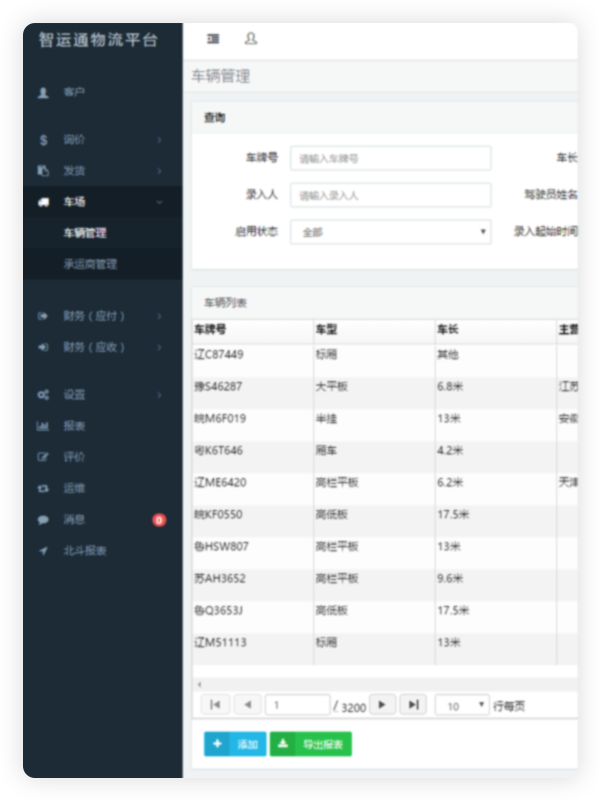 智运通物流平台
客户
询价
发货
车场
车辆管理
承运商管理
财务（应付）
财务（应收）
设置
报表
评价
运维
消息 0
北斗报表
车辆管理
查询
车牌号 请输入车牌号 车长
录入人 请输入录入人 驾驶员姓名
启用状态 全部 录入起始时间
车辆列表
车牌号 车型 车长 主营
辽C87449 标厢 其他
豫S46287 大平板 6.8米 江苏
皖M6F019 半挂 13米 安徽
粤K6T646 厢车 4.2米
辽ME6420 高栏平板 6.2米 天津
皖KF0550 高低板 17.5米
鲁HSW807 高栏平板 13米
苏AH3652 高栏平板 9.6米
鲁Q3653J 高低板 17.5米
辽M51113 标厢 13米
1 / 3200 10 行每页
添加 导出报表